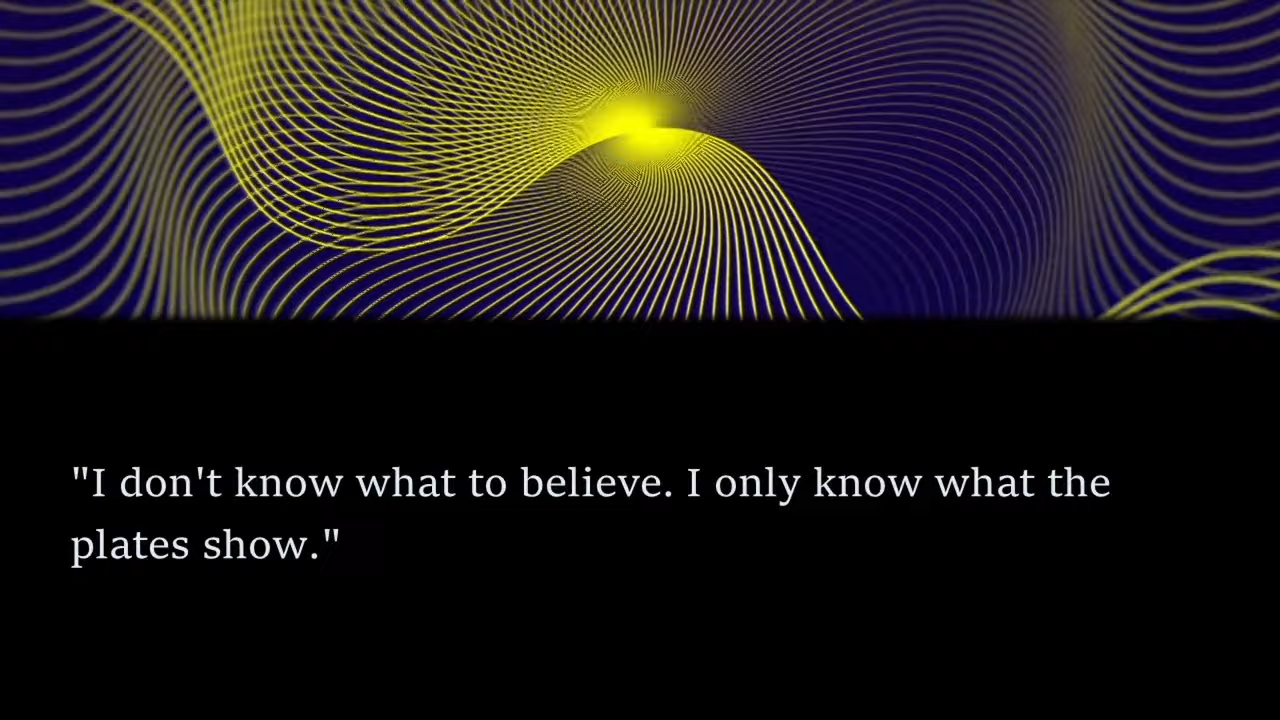 "I don't know what to believe. I only know what the
plates show."